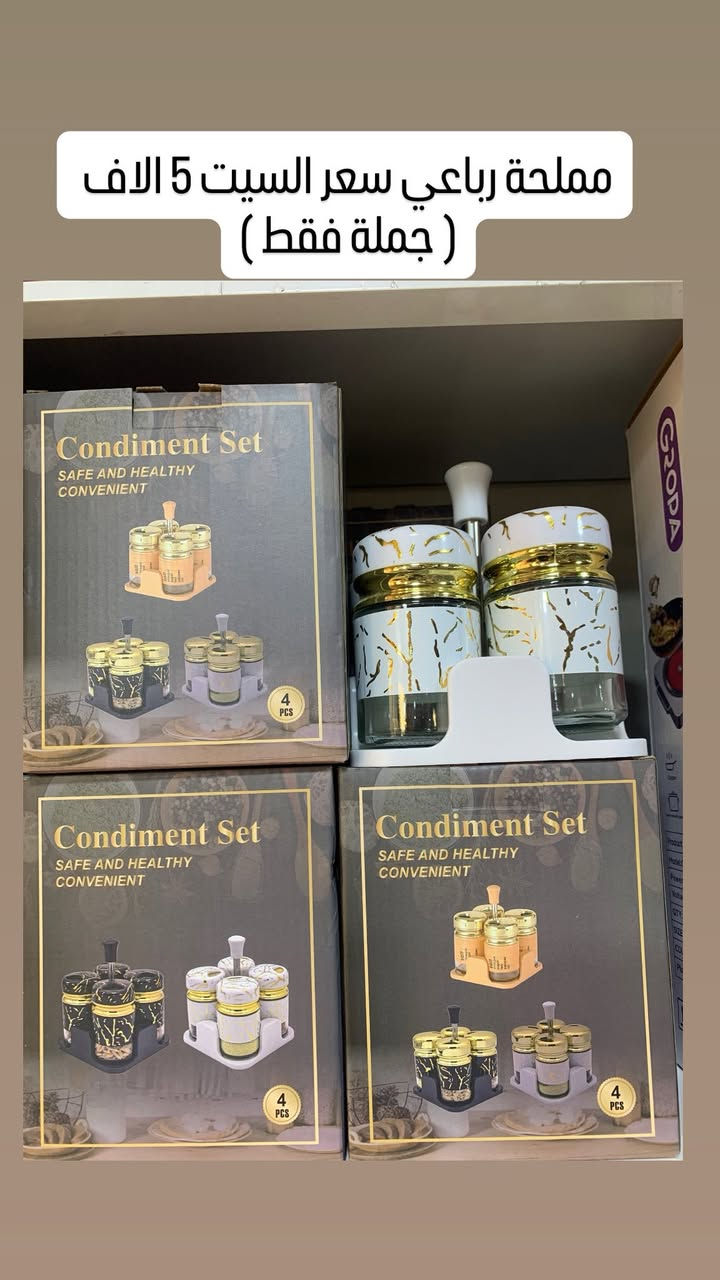 مملحة رباعي سعر السيت 5 الاف
( جملة فقط )
Condiment Set
SAFE AND HEALTHY
CONVENIENT
4
PCS
GROPA
Condiment Set
SAFE AND HEALTHY
CONVENIENT
4
PCS
Condiment Set
SAFE AND HEALTHY
CONVENIENT
4
PCS